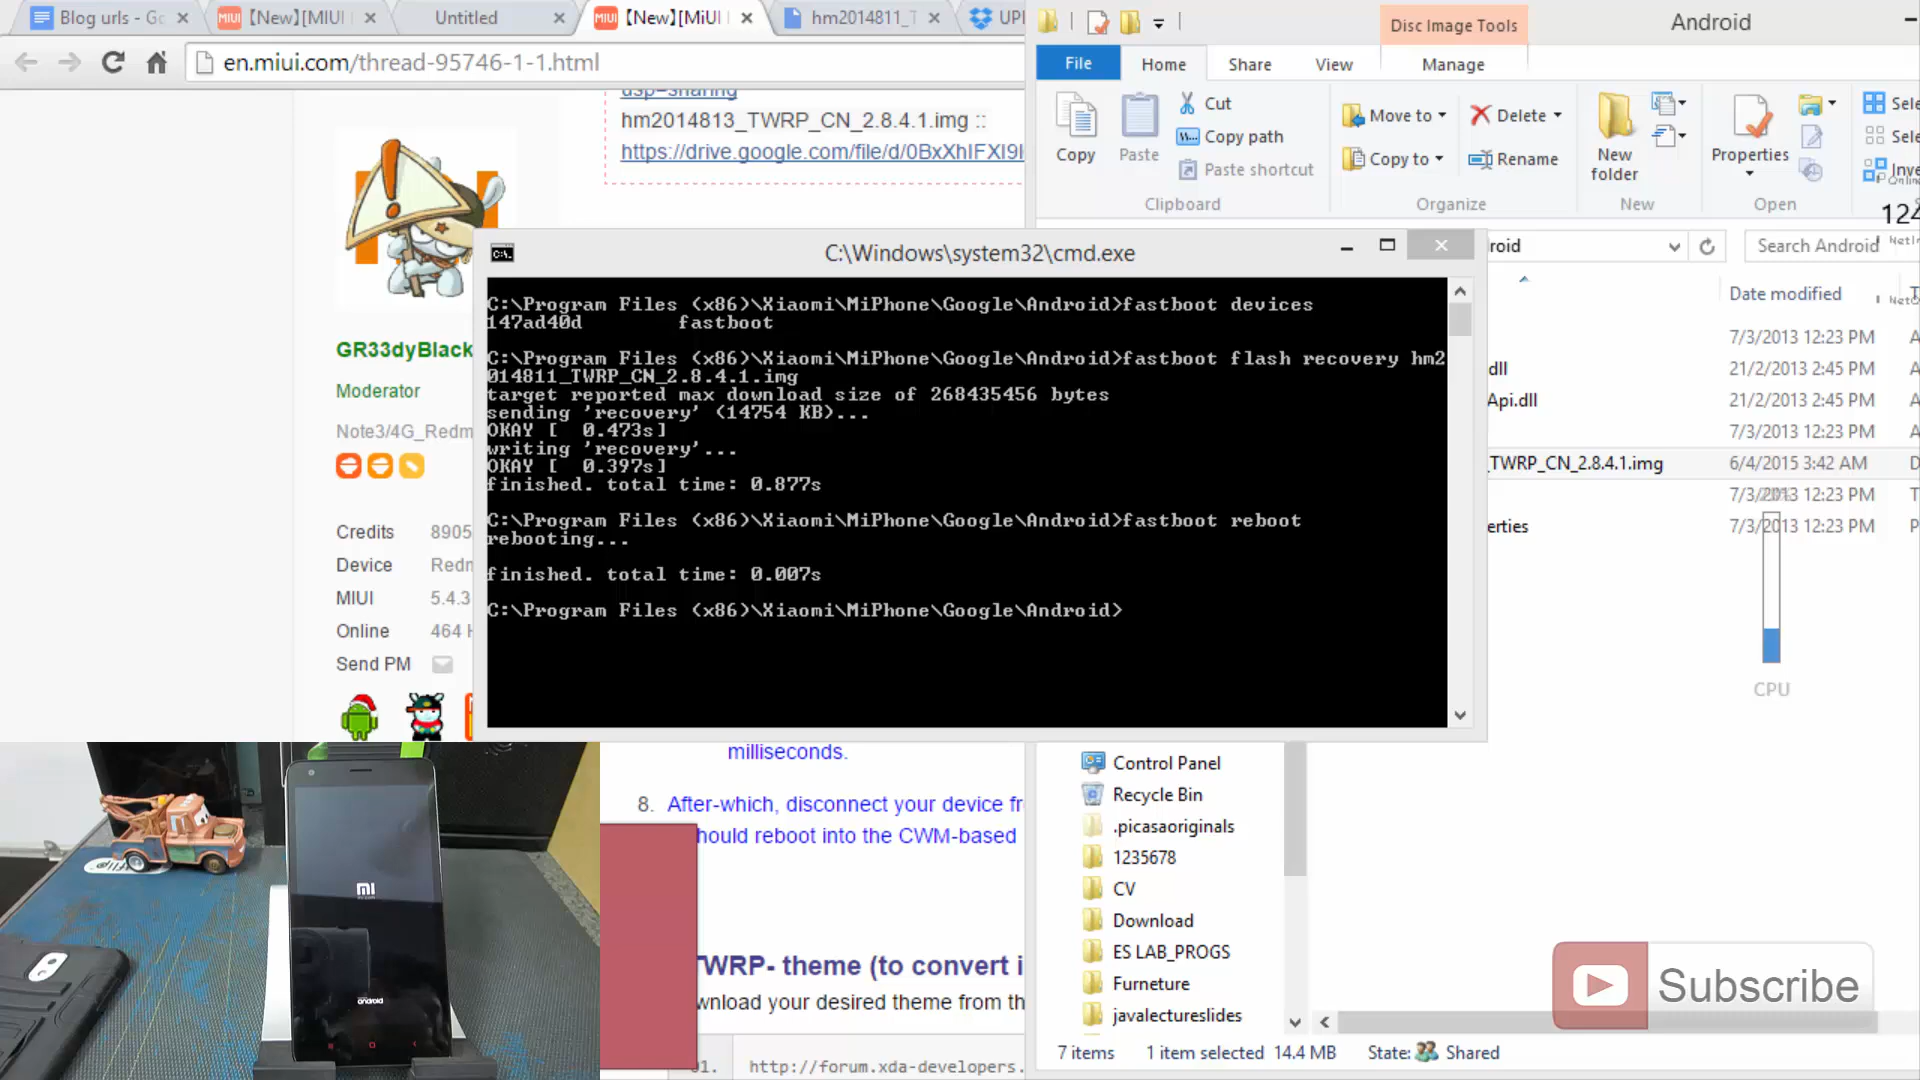 Blog urls - Go
【New】[MIUI
Untitled
【New】[MiUI
hm2014811_T
UPI
en.miui.com/thread-95746-1-1.html
usp=sharing
hm2014813_TWRP_CN_2.8.4.1.img ::
https://drive.google.com/file/d/0BxXhIFXI9I
GR33dyBlack
Moderator
Note3/4G_Redm
Credits 8905
Device Redn
MIUI 5.4.3
Online 464 H
Send PM
C:\Windows\system32\cmd.exe
C:\Program Files (x86)\Xiaomi\MiPhone\Google\Android>fastboot devices
147ad40d fastboot
C:\Program Files (x86)\Xiaomi\MiPhone\Google\Android>fastboot flash recovery hm2
014811_TWRP_CN_2.8.4.1.img
target reported max download size of 268435456 bytes
sending 'recovery' (14754 KB)...
OKAY [ 0.473s]
writing 'recovery'...
OKAY [ 0.397s]
finished. total time: 0.877s
C:\Program Files (x86)\Xiaomi\MiPhone\Google\Android>fastboot reboot
rebooting...
finished. total time: 0.007s
C:\Program Files (x86)\Xiaomi\MiPhone\Google\Android>
milliseconds.
8. After-which, disconnect your device fr
hould reboot into the CWM-based
TWRP- theme (to convert i
wnload your desired theme from th
01. http://forum.xda-developers.
Disc Image Tools
Android
File
Home
Share
View
Manage
Copy
Paste
Cut
Copy path
Paste shortcut
Clipboard
Move to
Copy to
Delete
Rename
Organize
New
folder
New
Properties
Open
Sele
Sele
Inve
124
roid
Search Android
Date modified
7/3/2013 12:23 PM
dll 21/2/2013 2:45 PM
Api.dll 21/2/2013 2:45 PM
7/3/2013 12:23 PM
TWRP_CN_2.8.4.1.img 6/4/2015 3:42 AM
7/3/2013 12:23 PM
erties 7/3/2013 12:23 PM
CPU
Control Panel
Recycle Bin
.picasaoriginals
1235678
CV
Download
ES LAB_PROGS
Furneture
javalectureslides
7 items 1 item selected 14.4 MB State: Shared
Subscribe
mi
android